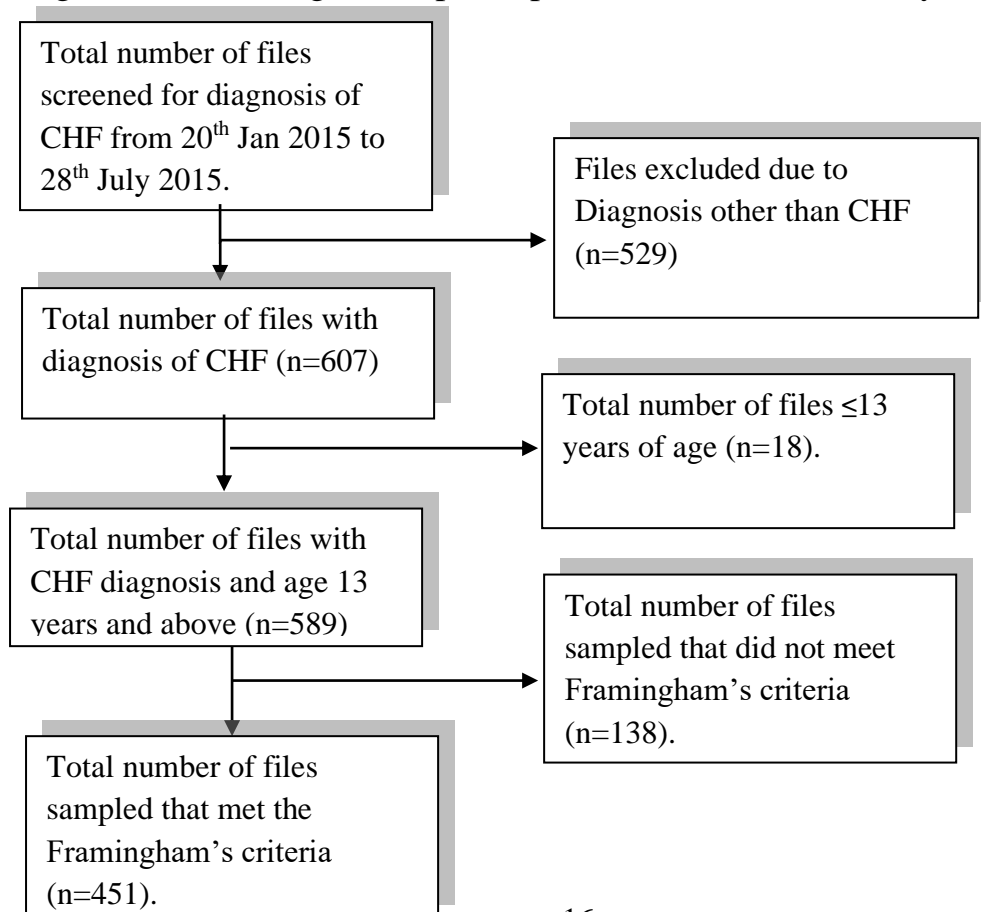 Total number of files
screened for diagnosis of
CHF from 20th Jan 2015 to
28th July 2015.
Files excluded due to
Diagnosis other than CHF
(n=529)
Total number of files with
diagnosis of CHF (n=607)
Total number of files ≤13
years of age (n=18).
Total number of files with
CHF diagnosis and age 13
years and above (n=589)
Total number of files
sampled that did not meet
Framingham’s criteria
(n=138).
Total number of files
sampled that met the
Framingham’s criteria
(n=451).